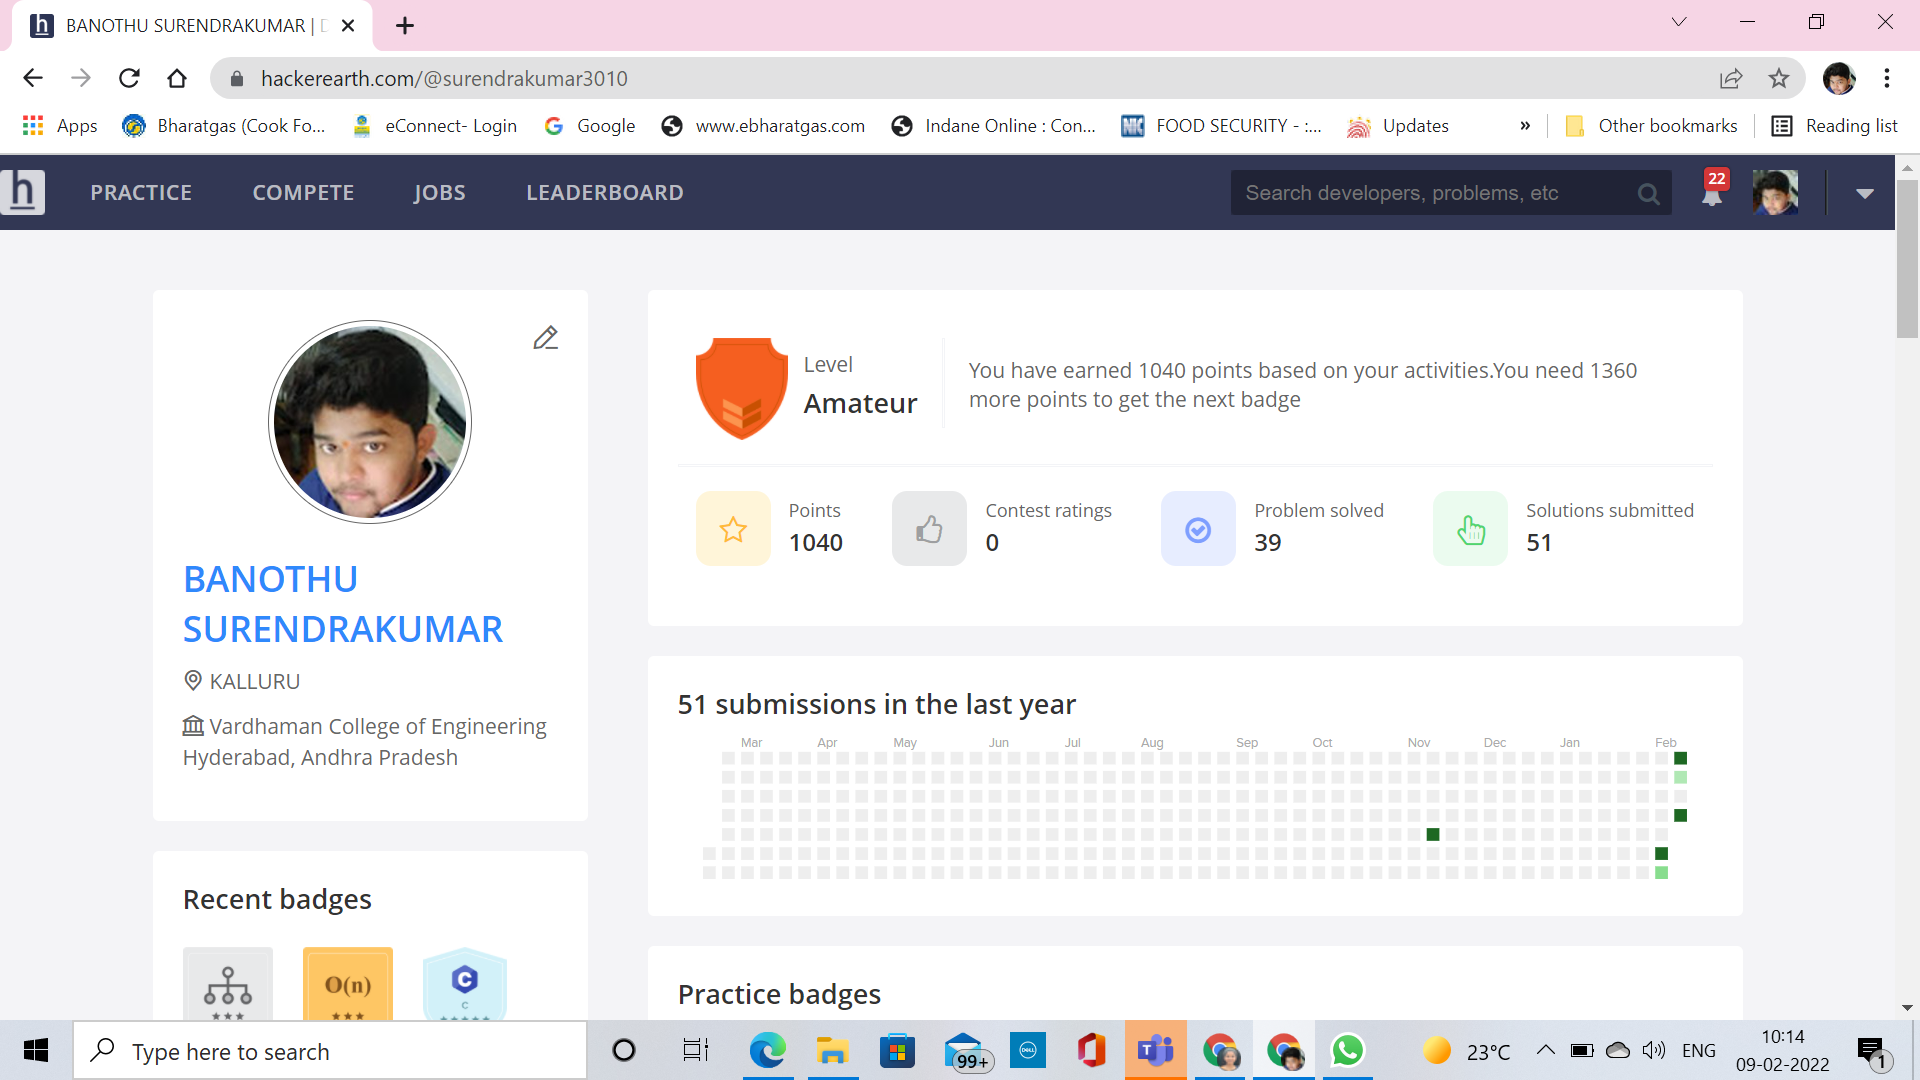 BANOTHU SURENDRAKUMAR | D
hackerearth.com/@surendrakumar3010
Apps
Bharatgas (Cook Fo...
eConnect- Login
Google
www.ebharatgas.com
Indane Online : Con...
FOOD SECURITY - :...
Updates
»
Other bookmarks
Reading list
h
PRACTICE
COMPETE
JOBS
LEADERBOARD
Search developers, problems, etc
22
BANOTHU
SURENDRAKUMAR
KALLURU
Vardhaman College of Engineering
Hyderabad, Andhra Pradesh
Recent badges
O(n)
C
C
Level
Amateur
You have earned 1040 points based on your activities.You need 1360
more points to get the next badge
Points
1040
Contest ratings
0
Problem solved
39
Solutions submitted
51
51 submissions in the last year
Mar Apr May Jun Jul Aug Sep Oct Nov Dec Jan Feb
Practice badges
Type here to search
99+
DELL
23°C
ENG
10:14
09-02-2022
1